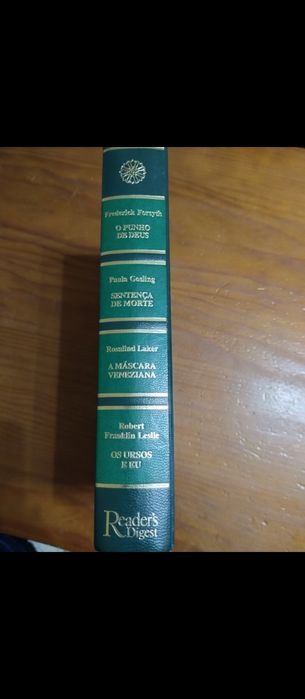 Frederick Forsyth
O PUNHO
DE DEUS
Paula Gosling
SENTENÇA
DE MORTE
Rosalind Laker
A MÁSCARA
VENEZIANA
Robert
Franklin Leslie
OS URSOS
E EU
Reader's
Digest